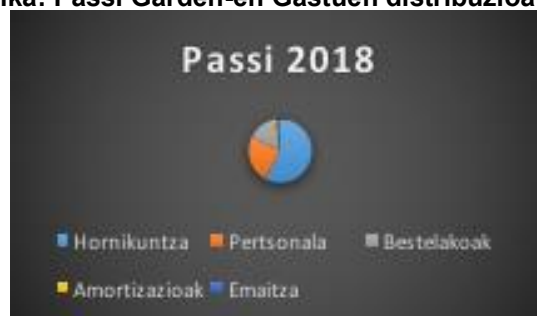 Passi Garden-en Gastuen distribuzioa
Passi 2018
Hornikuntza Pertsonala Bestelakoak
Amortizazioak Emaitza